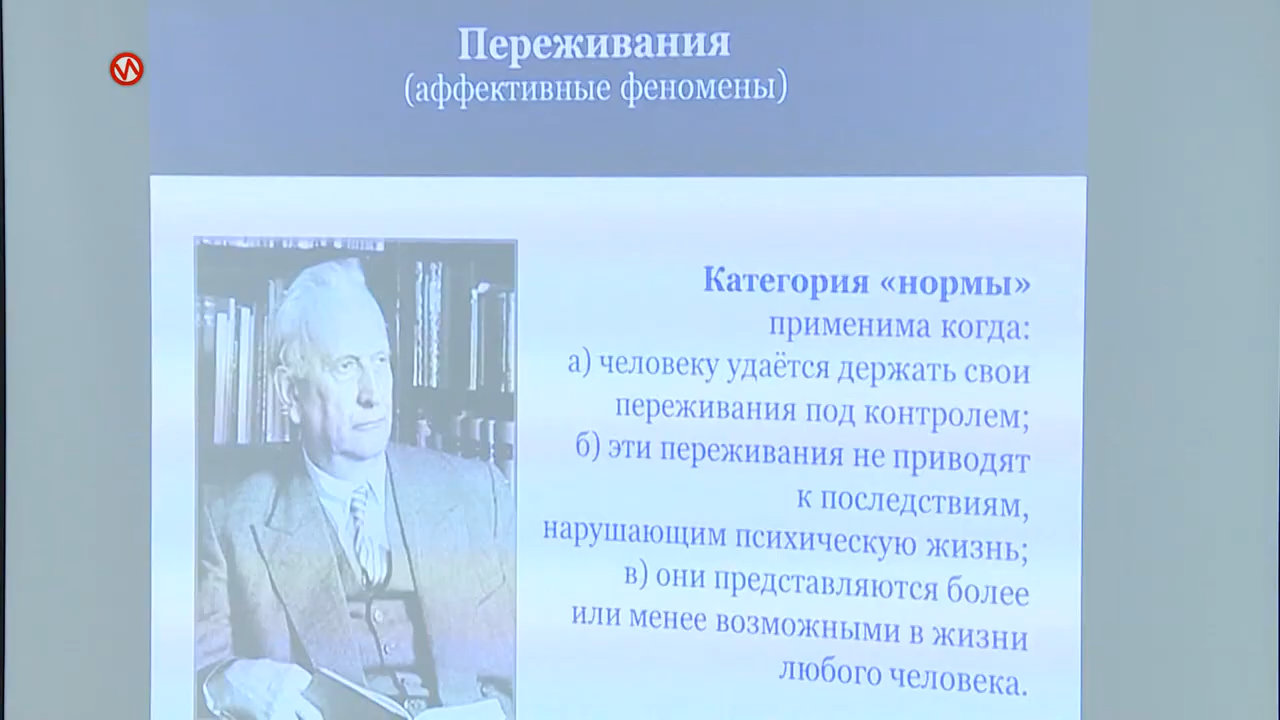 Переживания
(аффективные феномены)
Категория «нормы»
применима когда:
а) человеку удаётся держать свои
переживания под контролем;
б) эти переживания не приводят
к последствиям,
нарушающим психическую жизнь;
в) они представляются более
или менее возможными в жизни
любого человека.